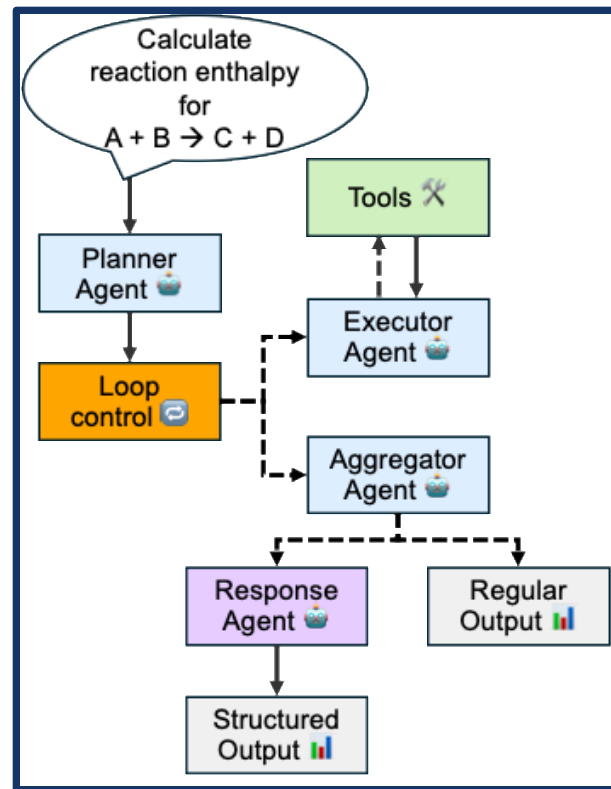 Calculate
reaction enthalpy
for
A + B → C + D
Tools 🛠
Planner
Agent 🤖
Executor
Agent 🤖
Loop
control 🔁
Aggregator
Agent 🤖
Response
Agent 🤖
Regular
Output 📊
Structured
Output 📊